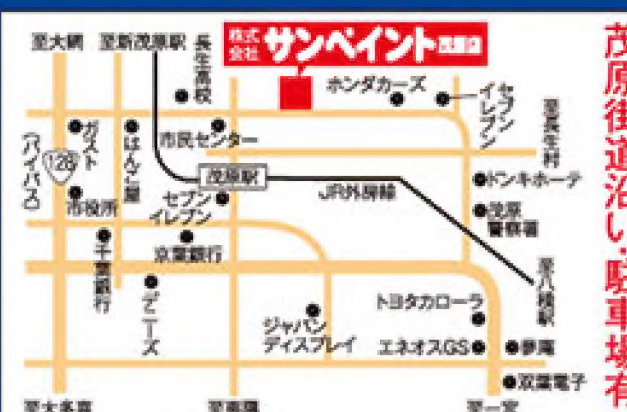 株式会社 サンペイント 茂原店
茂原街道沿い・駐車場有
至大網
至新茂原駅
長生高校
ホンダカーズ
セブンイレブン
至長生村
ガスト
はんこ屋
市民センター
128
(バイパス)
茂原駅
JR外房線
ドンキホーテ
市役所
セブンイレブン
茂原警察署
千葉銀行
京葉銀行
デニーズ
ジャパンディスプレイ
トヨタカローラ
至八積駅
エネオスGS
夢庵
双葉電子
至大多喜
至一宮